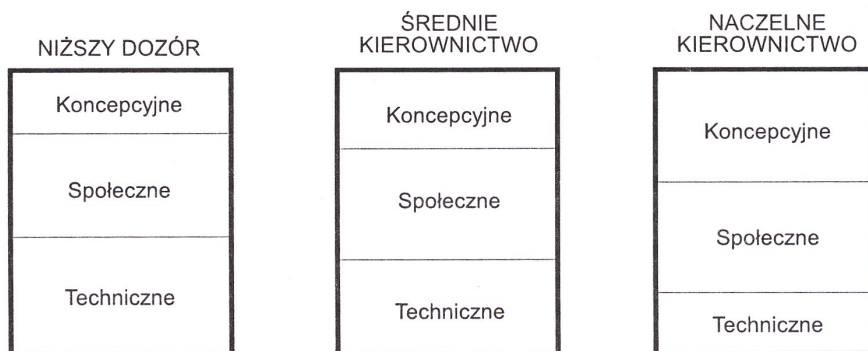 NIŻSZY DOZÓR
Koncepcyjne
Społeczne
Techniczne
ŚREDNIE
KIEROWNICTWO
Koncepcyjne
Społeczne
Techniczne
NACZELNE
KIEROWNICTWO
Koncepcyjne
Społeczne
Techniczne